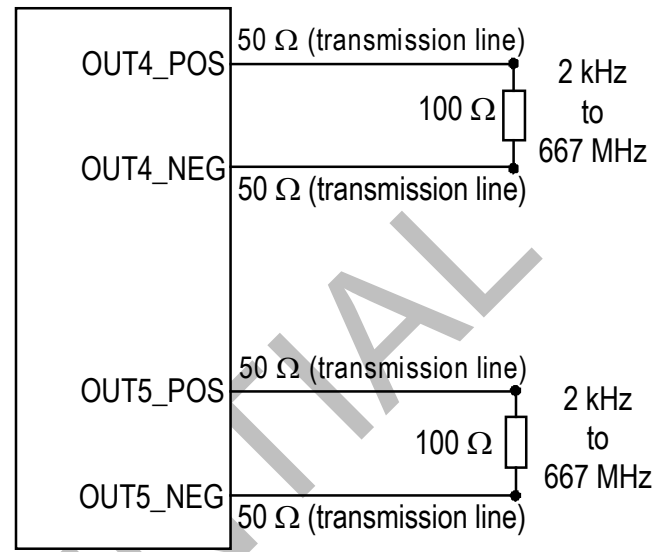 50 Ω (transmission line)
OUT4_POS
2 kHz
100 Ω
to
OUT4_NEG
667 MHz
50 Ω (transmission line)
50 Ω (transmission line)
OUT5_POS
2 kHz
100 Ω
to
667 MHz
OUT5_NEG
50 Ω (transmission line)
NTIAL